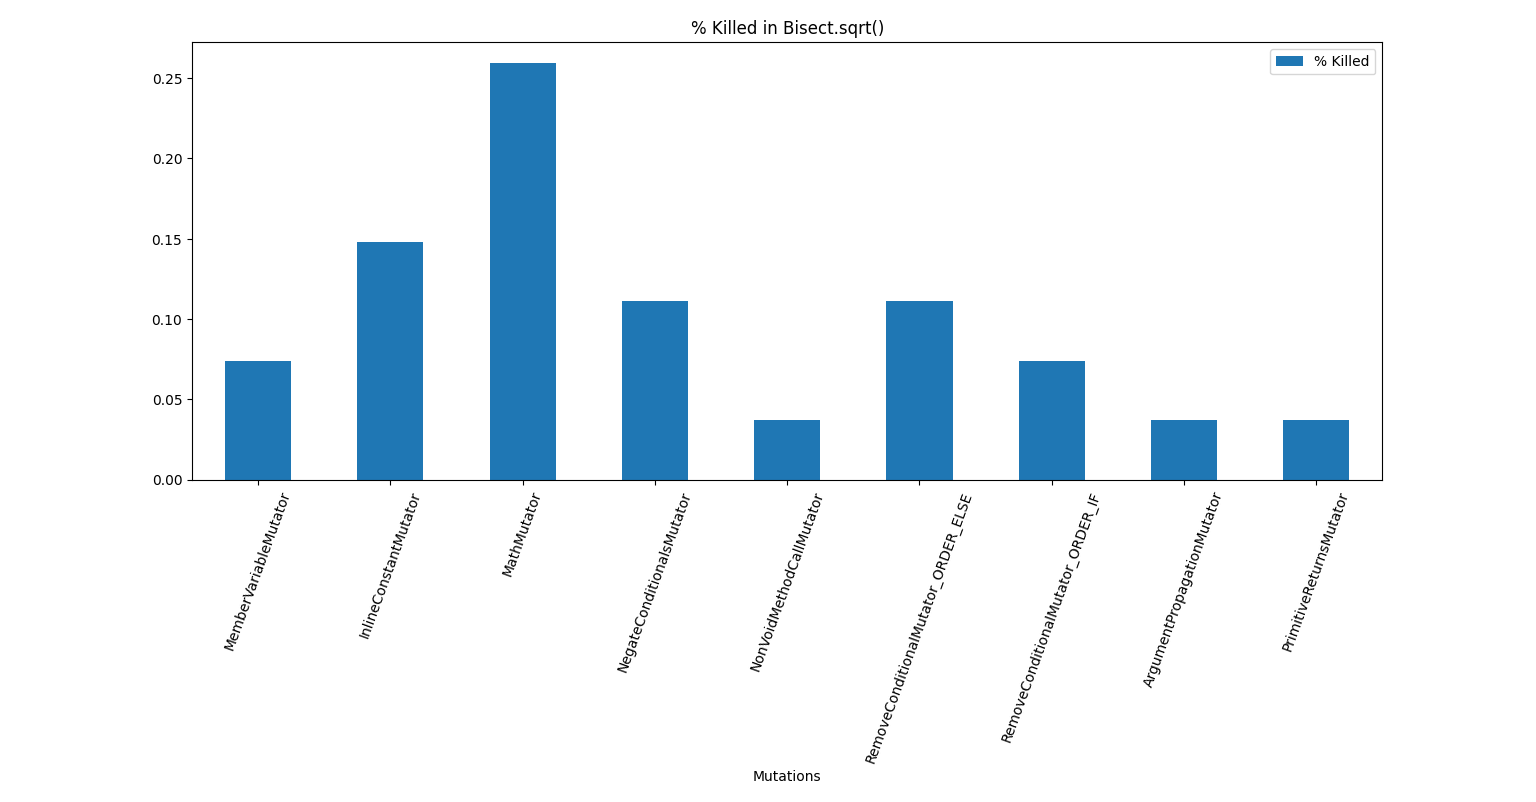 % Killed in Bisect.sqrt()
% Killed
0.25
0.20
0.15
0.10
0.05
0.00
MemberVariableMutator
InlineConstantMutator
MathMutator
NegateConditionalsMutator
NonVoidMethodCallMutator
RemoveConditionalMutator_ORDER_ELSE
RemoveConditionalMutator_ORDER_IF
ArgumentPropagationMutator
PrimitiveReturnsMutator
Mutations